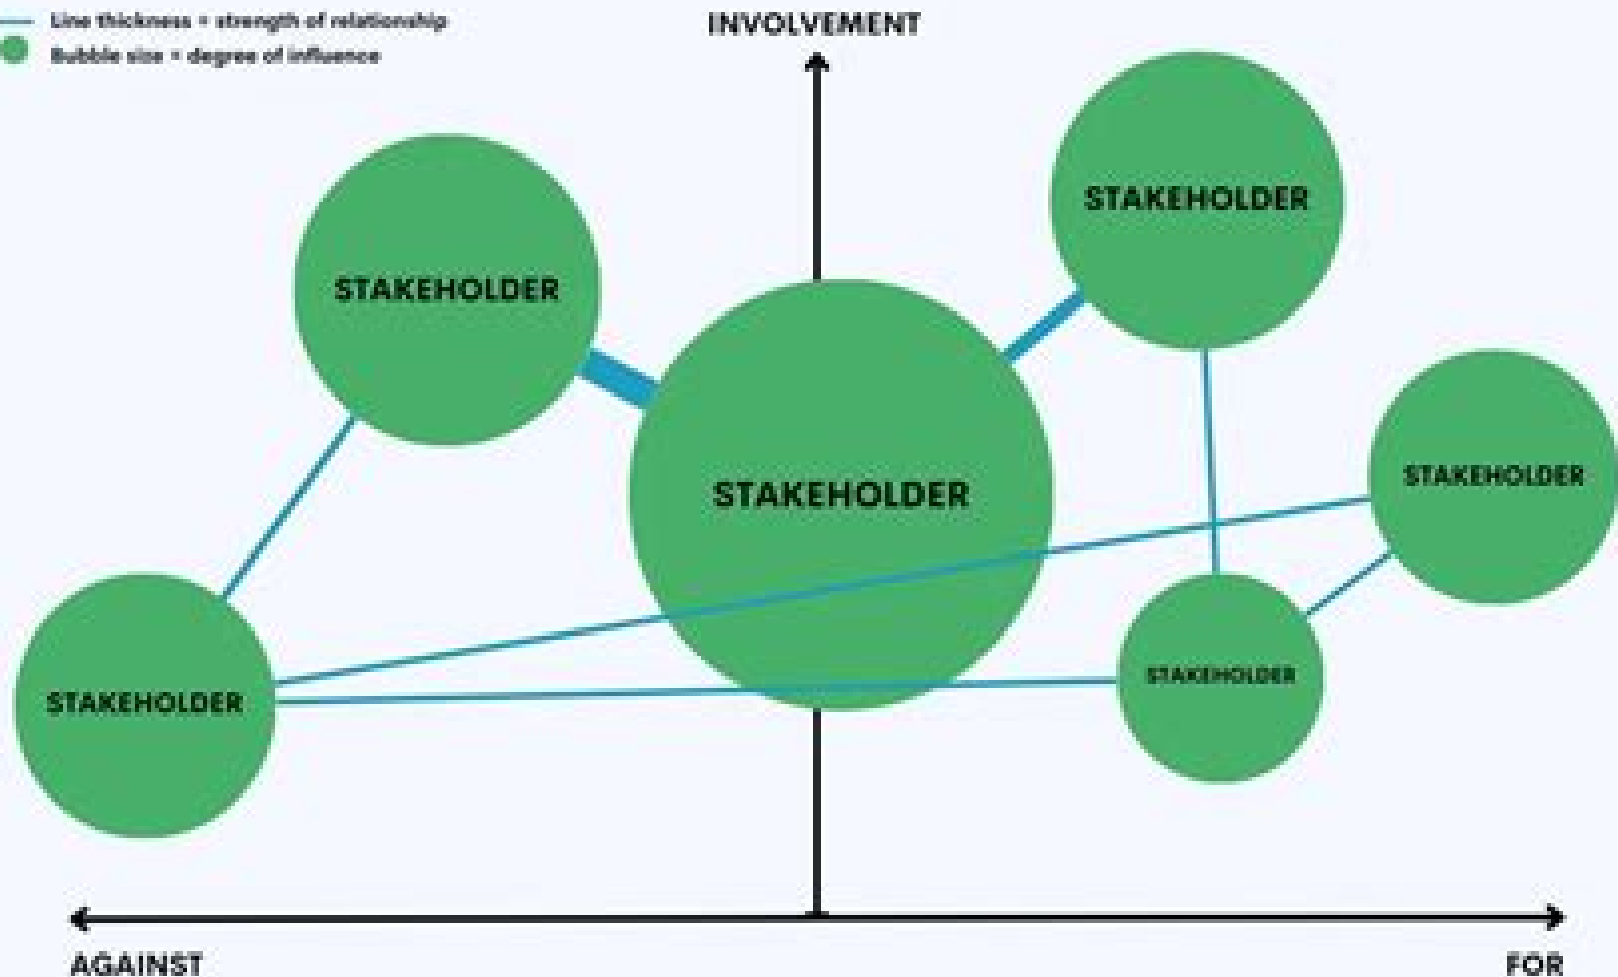 Line thickness = strength of relationship
Bubble size = degree of influence
INVOLVEMENT
STAKEHOLDER
STAKEHOLDER
STAKEHOLDER
STAKEHOLDER
STAKEHOLDER
STAKEHOLDER
AGAINST
FOR